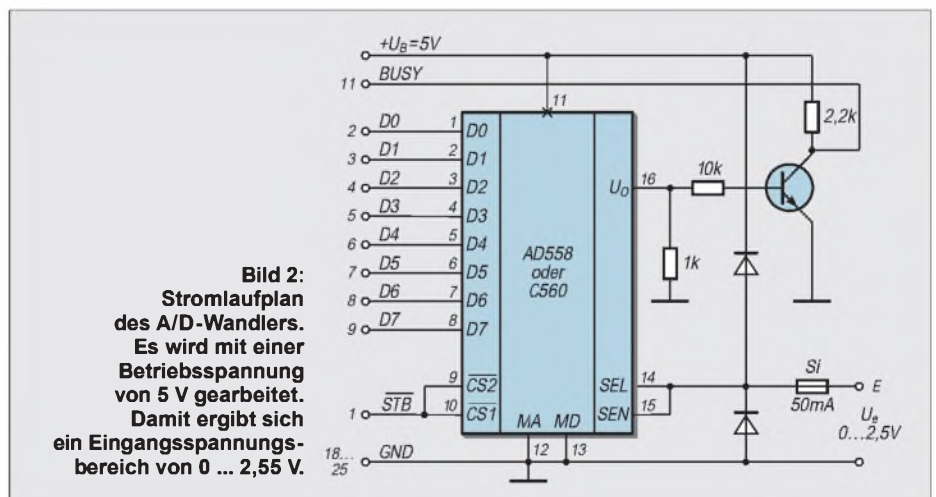 +U_B=5V
11 BUSY
11
2,2k
2 D0 1 D0
3 D1 2 D1
4 D2 3 D2
5 D3 4 D3
6 D4 5 D4
7 D5 6 D5
8 D6 7 D6
9 D7 8 D7
U_O 16 10k
1k
AD558
oder
C560
9 CS2
1 STB 10 CS1
SEL 14
SEN 15
Si
50mA
E
U_e
0...2,5V
MA MD
12 13
18...
25 GND
Bild 2:
Stromlaufplan
des A/D-Wandlers.
Es wird mit einer
Betriebsspannung
von 5 V gearbeitet.
Damit ergibt sich
ein Eingangsspannungs-
bereich von 0 ... 2,55 V.